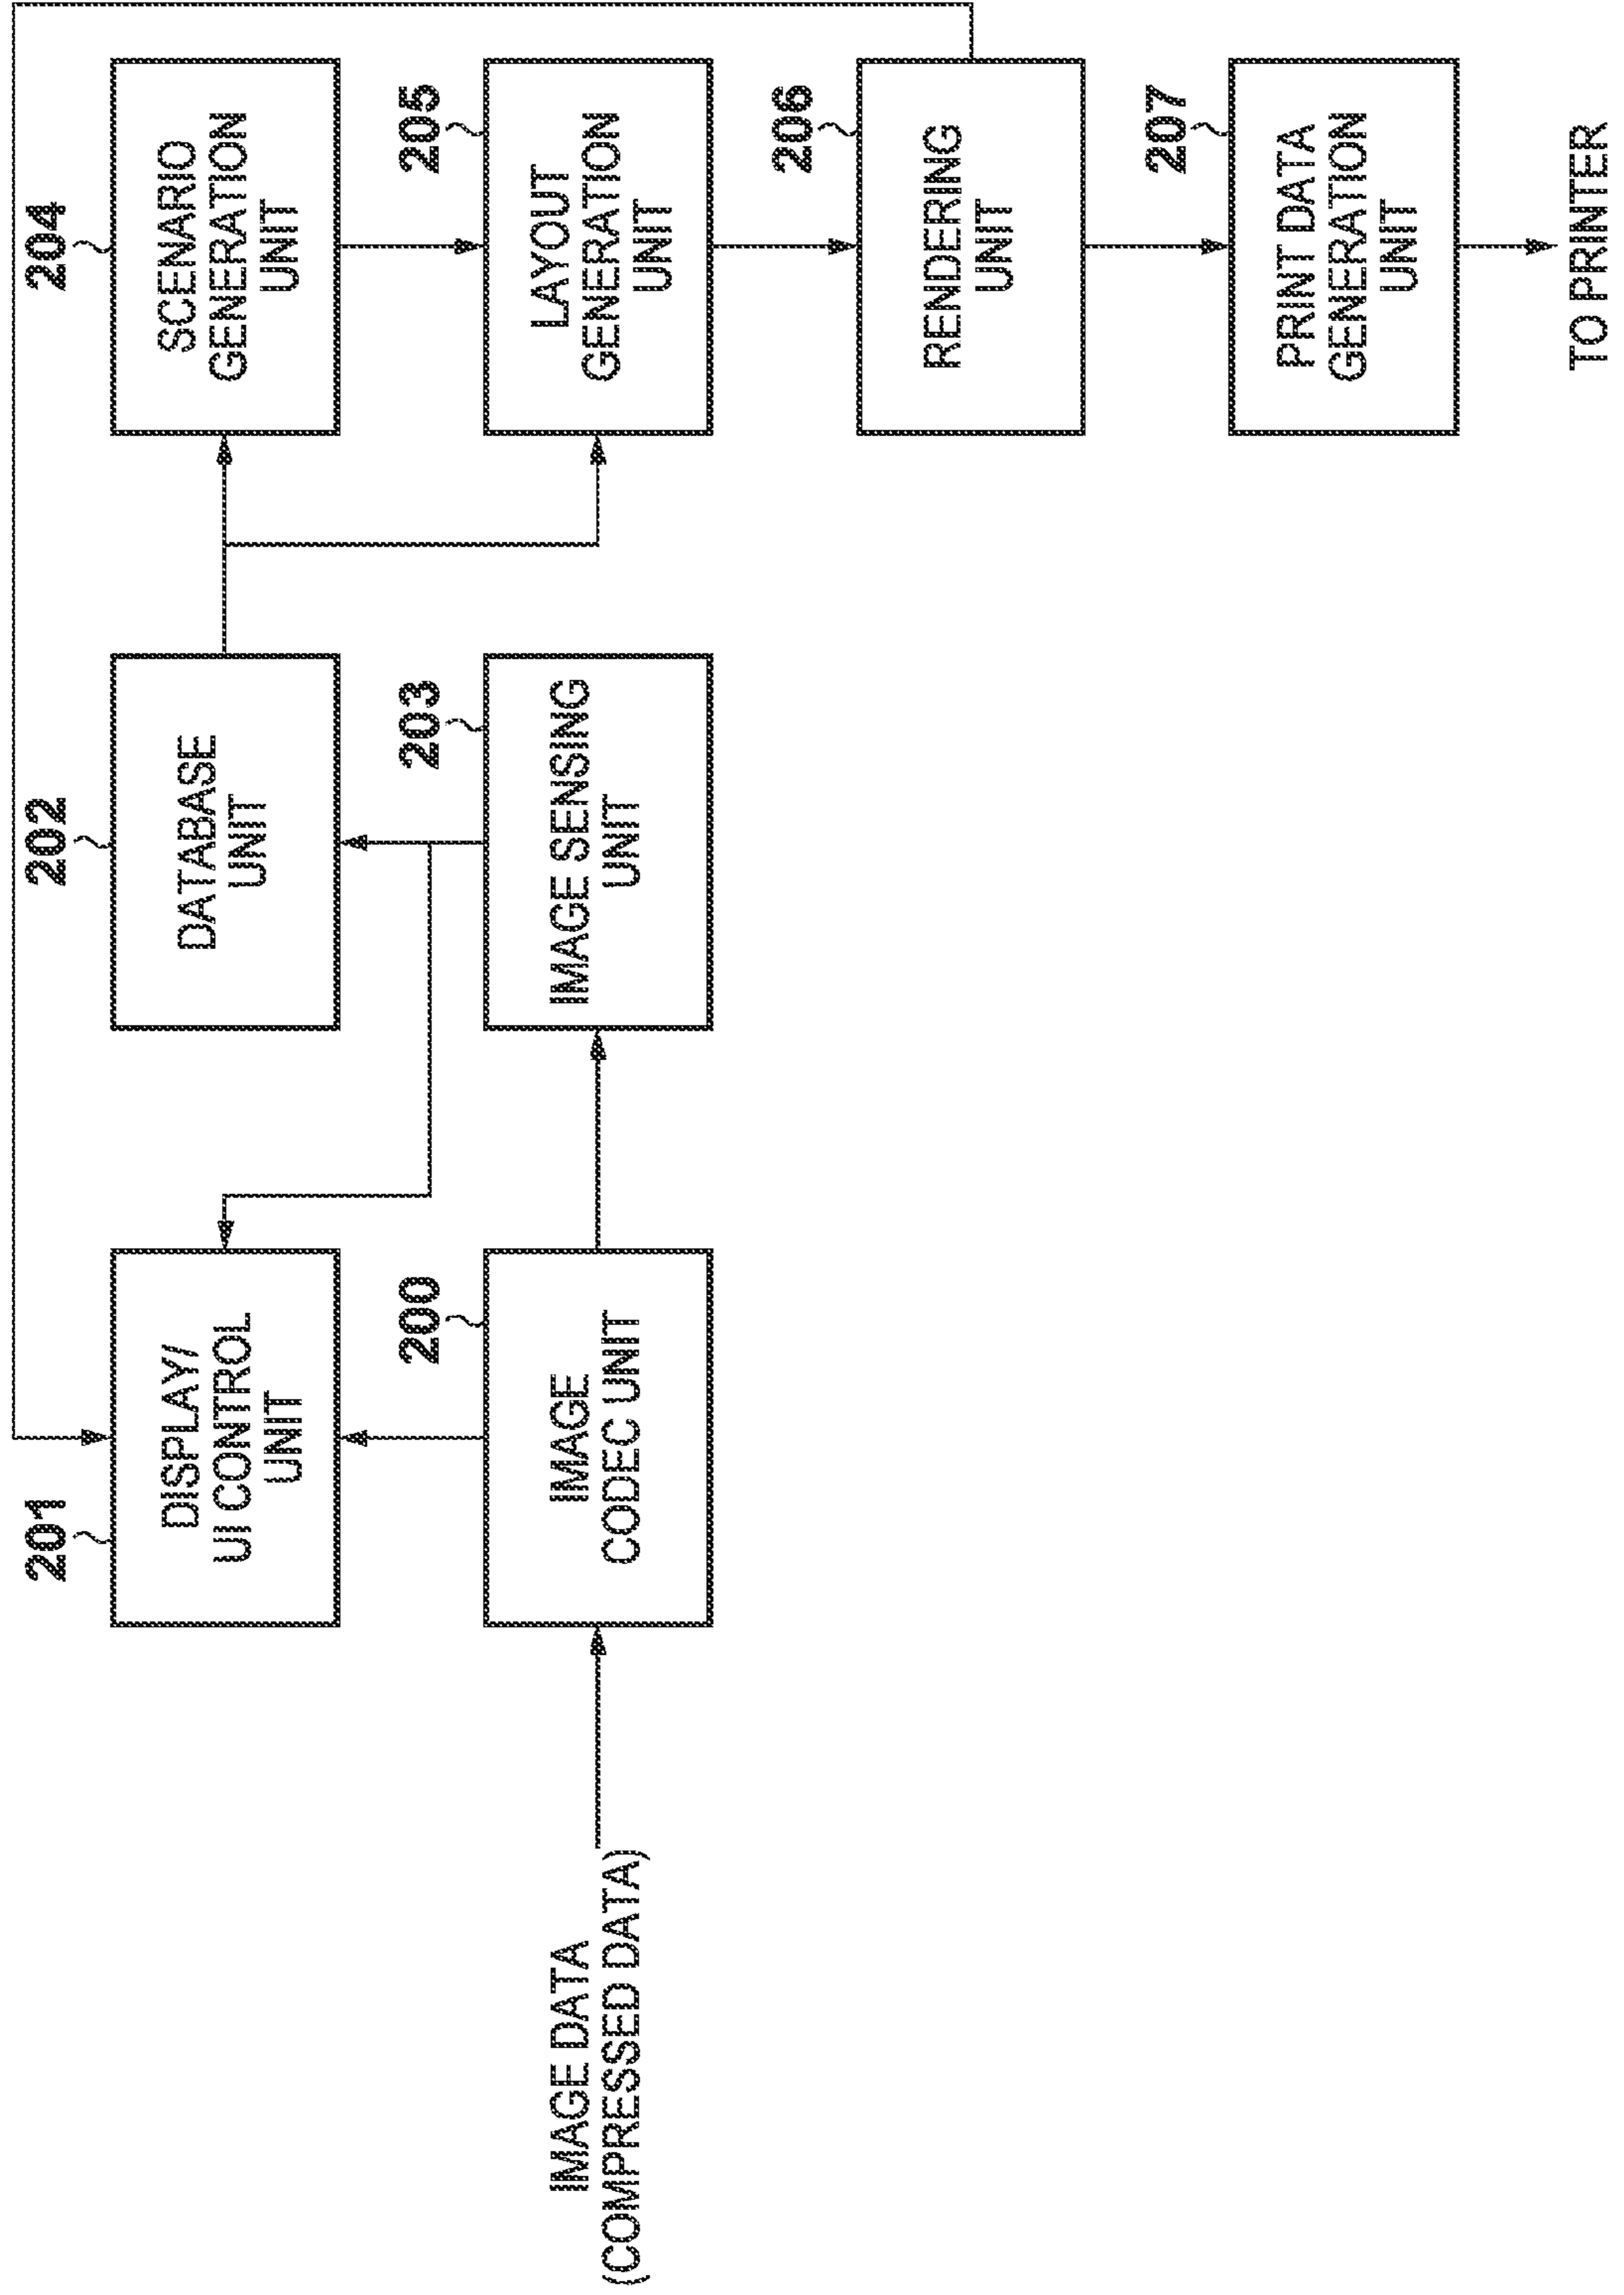 201
DISPLAY/
UI CONTROL
UNIT
202
DATABASE
UNIT
204
SCENARIO
GENERATION
UNIT
IMAGE DATA
(COMPRESSED DATA)
200
IMAGE
CODEC UNIT
203
IMAGE SENSING
UNIT
205
LAYOUT
GENERATION
UNIT
206
RENDERING
UNIT
207
PRINT DATA
GENERATION
UNIT
TO PRINTER